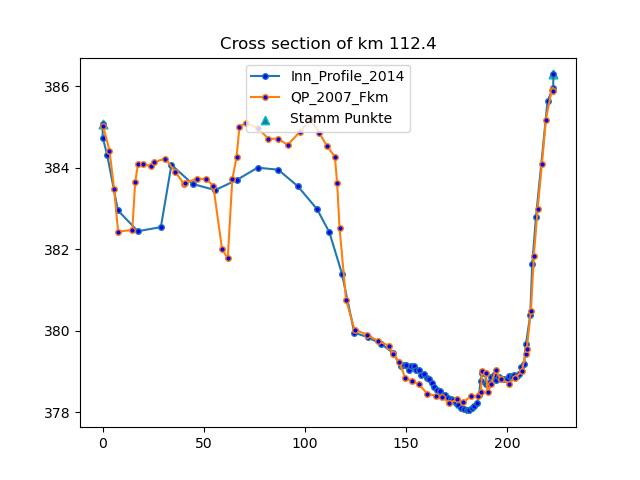 Cross section of km 112.4
Inn_Profile_2014
QP_2007_Fkm
Stamm Punkte
386
384
382
380
378
0 50 100 150 200